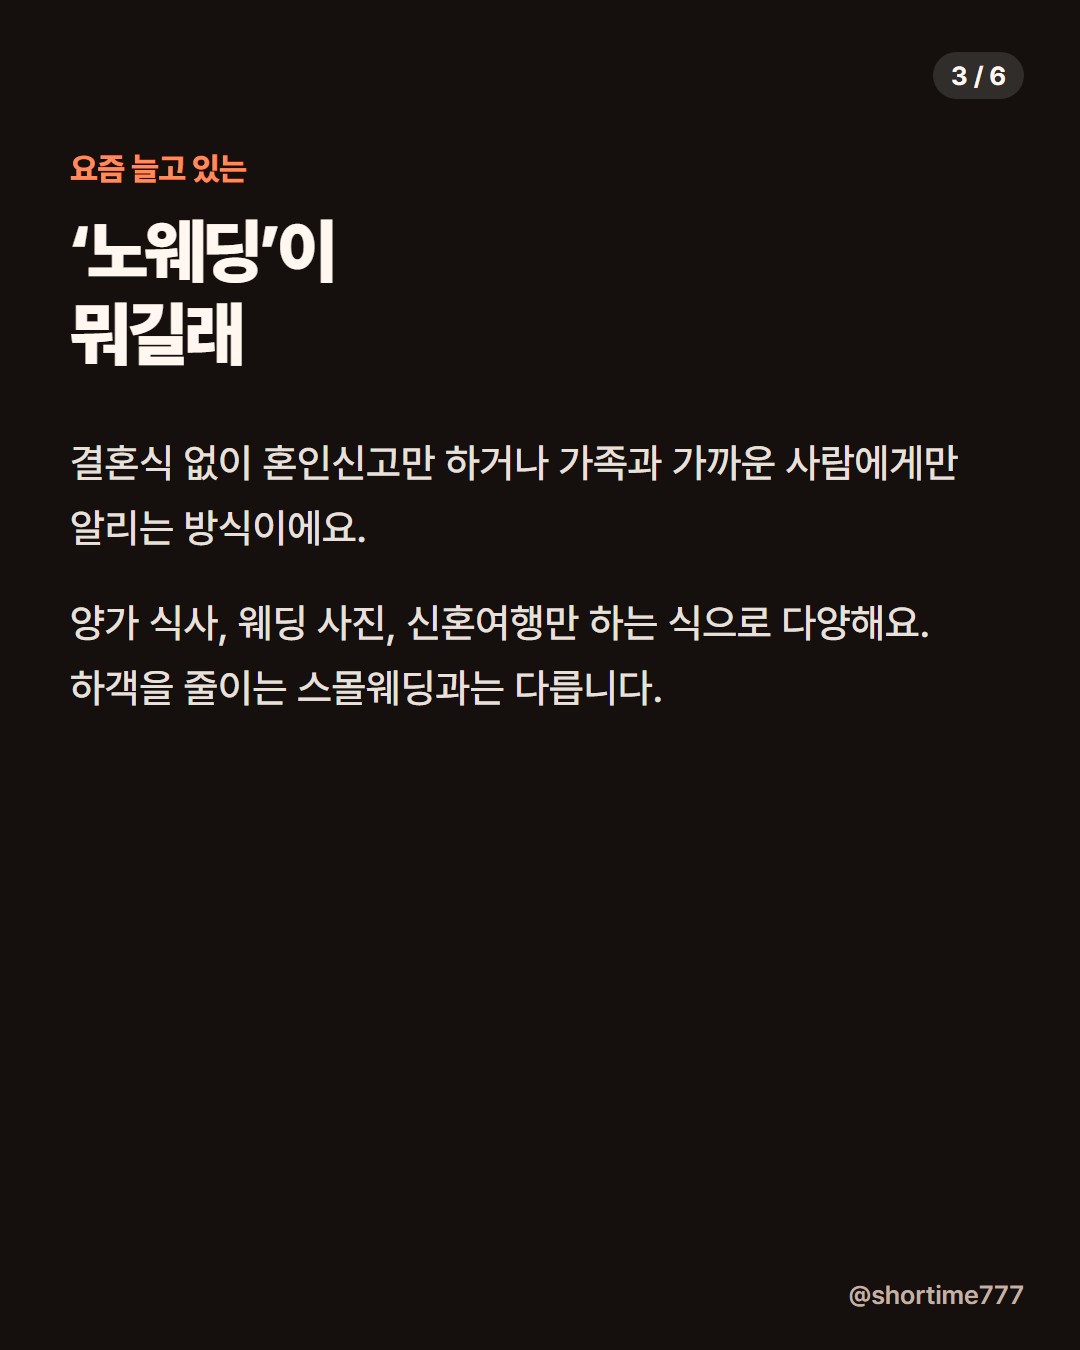 3 / 6
요즘 늘고 있는
‘노웨딩’이
뭐길래
결혼식 없이 혼인신고만 하거나 가족과 가까운 사람에게만
알리는 방식이에요.
양가 식사, 웨딩 사진, 신혼여행만 하는 식으로 다양해요.
하객을 줄이는 스몰웨딩과는 다릅니다.
@shortime777